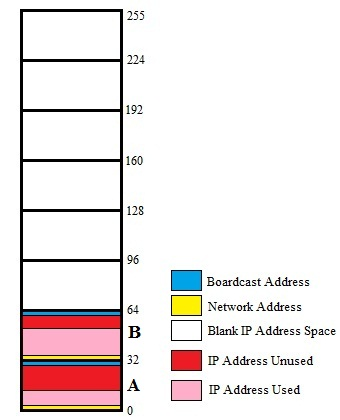 255
224
192
160
128
96
64
B
32
A
0
Boardcast Address
Network Address
Blank IP Address Space
IP Address Unused
IP Address Used